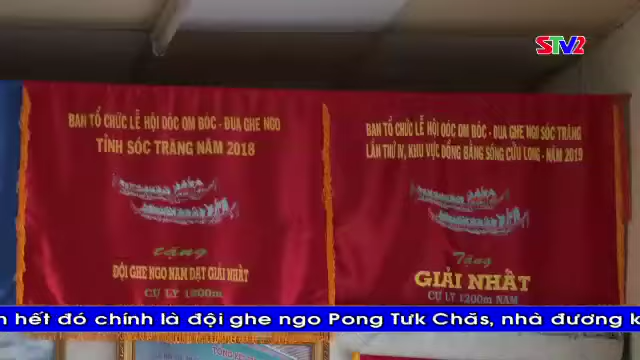 STV2
BAN TỔ CHỨC LỄ HỘI OÓC OM BÓC - ĐUA GHE NGO
TỈNH SÓC TRĂNG NĂM 2018
tặng
ĐỘI GHE NGO NAM ĐẠT GIẢI NHẤT
CỰ LY 1200m
BAN TỔ CHỨC LỄ HỘI OÓC OM BÓC - ĐUA GHE NGO SÓC TRĂNG
LẦN THỨ IV, KHU VỰC ĐỒNG BẰNG SÔNG CỬU LONG - NĂM 2019
Tặng
GIẢI NHẤT
CỰ LY 1200m NAM
n hết đó chính là đội ghe ngo Pong Tưk Chăs, nhà đương k